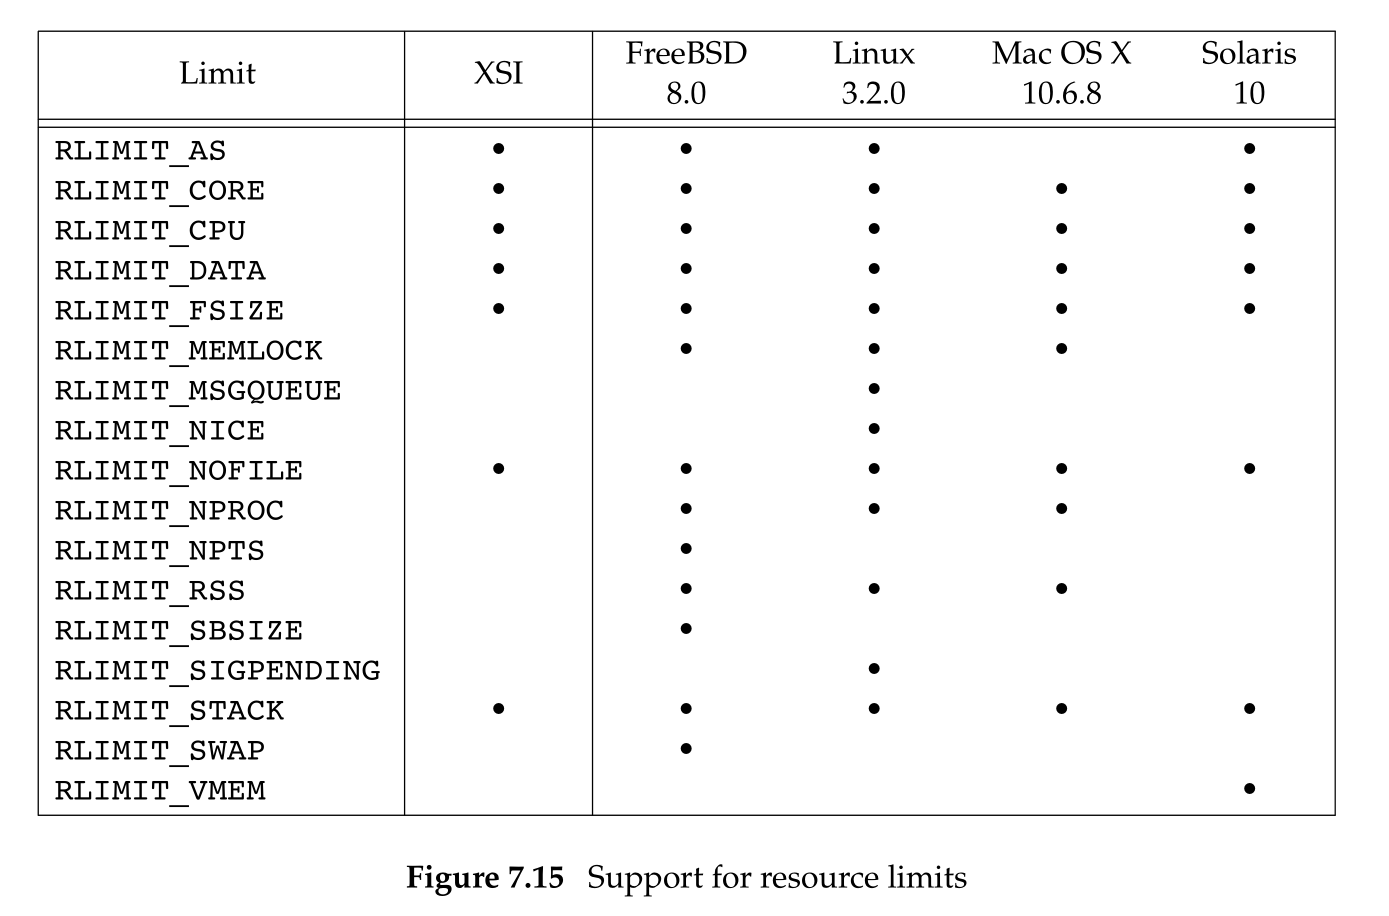 Limit XSI FreeBSD 8.0 Linux 3.2.0 Mac OS X 10.6.8 Solaris 10
RLIMIT_AS • • • •
RLIMIT_CORE • • • • •
RLIMIT_CPU • • • • •
RLIMIT_DATA • • • • •
RLIMIT_FSIZE • • • • •
RLIMIT_MEMLOCK • • •
RLIMIT_MSGQUEUE •
RLIMIT_NICE •
RLIMIT_NOFILE • • • • •
RLIMIT_NPROC • • •
RLIMIT_NPTS •
RLIMIT_RSS • • •
RLIMIT_SBSIZE •
RLIMIT_SIGPENDING •
RLIMIT_STACK • • • • •
RLIMIT_SWAP •
RLIMIT_VMEM •
Figure 7.15 Support for resource limits